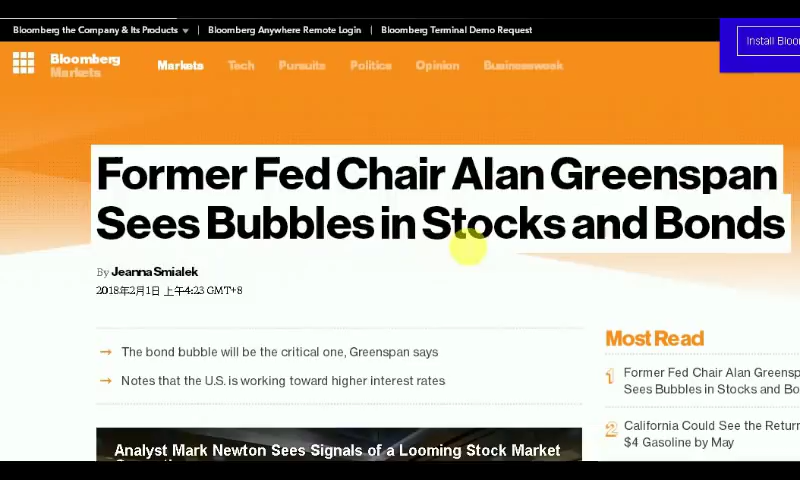 Bloomberg the Company & Its Products ▾ | Bloomberg Anywhere Remote Login | Bloomberg Terminal Demo Request
Install Bloo
Bloomberg
Markets
Markets Tech Pursuits Politics Opinion Businessweek
Former Fed Chair Alan Greenspan
Sees Bubbles in Stocks and Bonds
By Jeanna Smialek
2018年2月1日 上午4:23 GMT+8
→ The bond bubble will be the critical one, Greenspan says
→ Notes that the U.S. is working toward higher interest rates
Analyst Mark Newton Sees Signals of a Looming Stock Market
Most Read
1 Former Fed Chair Alan Greensp
Sees Bubbles in Stocks and Bo
2 California Could See the Return
$4 Gasoline by May